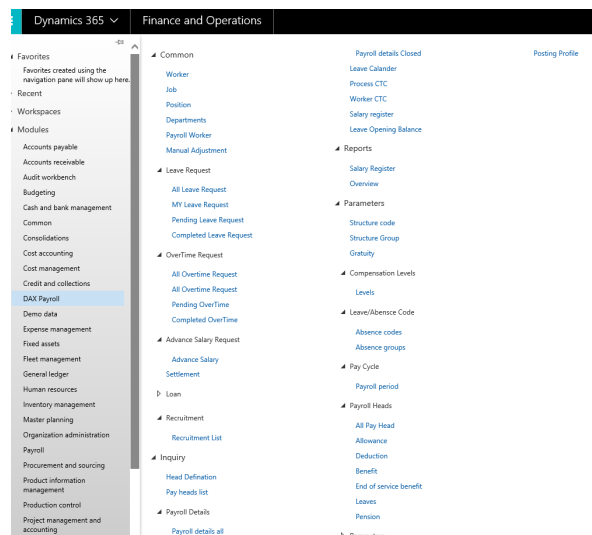 Dynamics 365
Finance and Operations
Favorites
Favorites created using the
navigation pane will show up here.
Recent
Workspaces
Modules
Accounts payable
Accounts receivable
Audit workbench
Budgeting
Cash and bank management
Common
Consolidations
Cost accounting
Cost management
Credit and collections
DAX Payroll
Demo data
Expense management
Fixed assets
Fleet management
General ledger
Human resources
Inventory management
Master planning
Organization administration
Payroll
Procurement and sourcing
Product information
management
Production control
Project management and
accounting
Common
Worker
Job
Position
Departments
Payroll Worker
Manual Adjustment
Leave Request
All Leave Request
MY Leave Request
Pending Leave Request
Completed Leave Request
OverTime Request
All Overtime Request
All Overtime Request
Pending OverTime
Completed OverTime
Advance Salary Request
Advance Salary
Settlement
Loan
Recruitment
Recruitment List
Inquiry
Head Defination
Pay heads list
Payroll Details
Payroll details all
Payroll details Closed
Leave Calander
Process CTC
Worker CTC
Salary register
Leave Opening Balance
Reports
Salary Register
Overview
Parameters
Structure code
Structure Group
Gratuity
Compensation Levels
Levels
Leave/Abensce Code
Absence codes
Absence groups
Pay Cycle
Payroll period
Payroll Heads
All Pay Head
Allowance
Deduction
Benefit
End of service benefit
Leaves
Pension
Posting Profile